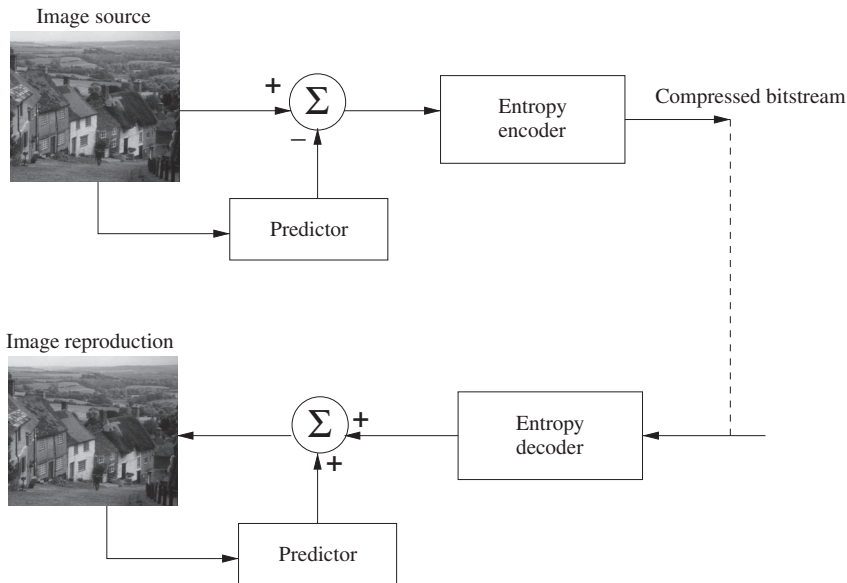 Image source
+
Σ
−
Entropy
encoder
Compressed bitstream
Predictor
Image reproduction
Σ
+
+
Entropy
decoder
Predictor